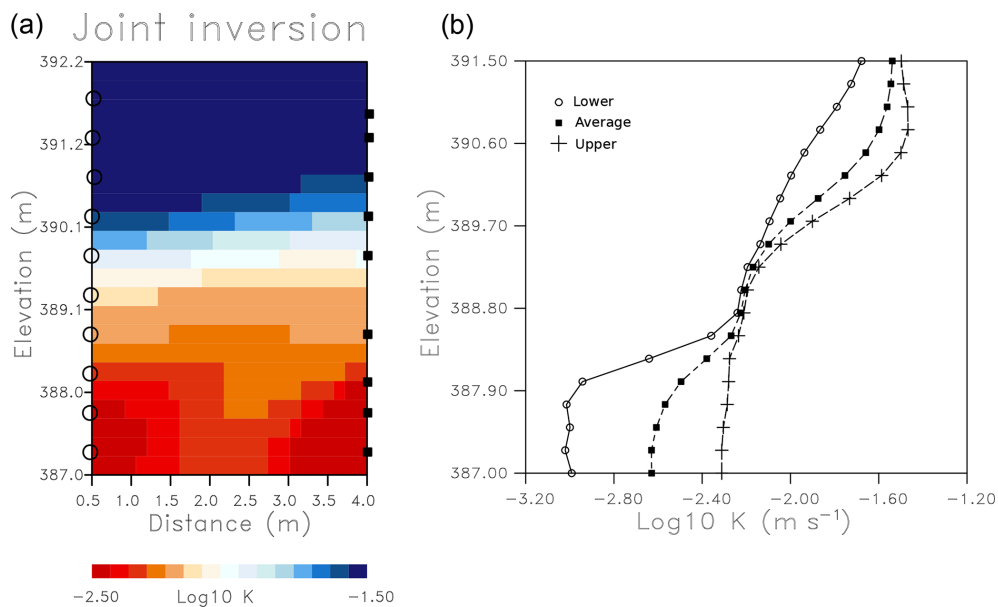 (a) Joint inversion
392.2
391.2
390.1
389.1
388.0
387.0
Elevation (m)
0.5 1.0 1.5 2.0 2.5 3.0 3.5 4.0
Distance (m)
-2.50 Log10 K -1.50
(b)
391.50
390.60
389.70
388.80
387.90
387.00
Elevation (m)
Lower
Average
Upper
-3.20 -2.80 -2.40 -2.00 -1.60 -1.20
Log10 K (m s⁻¹)